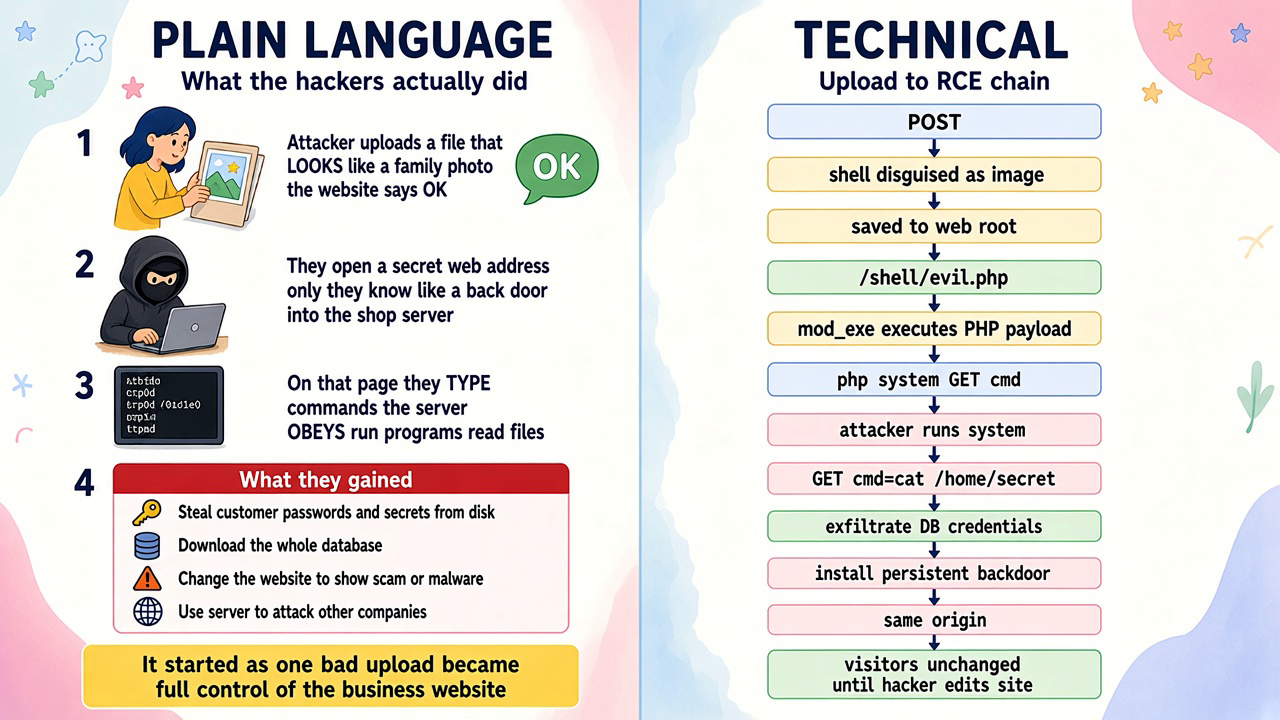 PLAIN LANGUAGE
What the hackers actually did
1
Attacker uploads a file that
LOOKS like a family photo
the website says OK
OK
2
They open a secret web address
only they know like a back door
into the shop server
3
On that page they TYPE
commands the server
OBEYS run programs read files
4
What they gained
Steal customer passwords and secrets from disk
Download the whole database
Change the website to show scam or malware
Use server to attack other companies
It started as one bad upload became
full control of the business website
TECHNICAL
Upload to RCE chain
POST
shell disguised as image
saved to web root
/shell/evil.php
mod_exe executes PHP payload
php system GET cmd
attacker runs system
GET cmd=cat /home/secret
exfiltrate DB credentials
install persistent backdoor
same origin
visitors unchanged
until hacker edits site